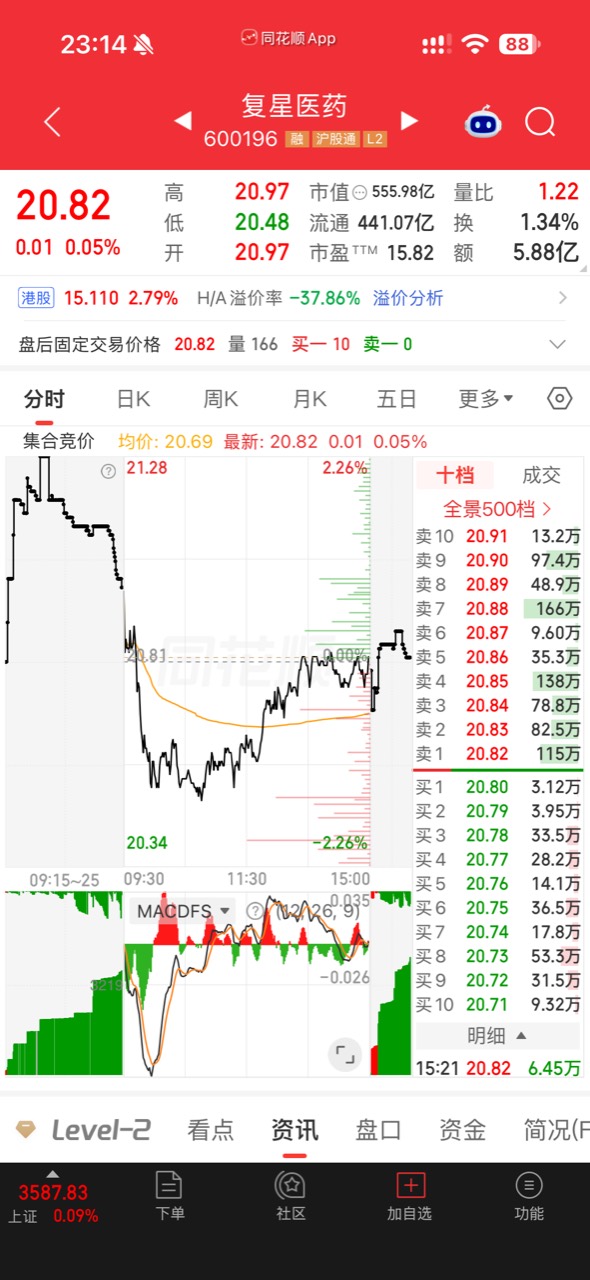 23:14 同花顺App 88
复星医药
600196 融 沪股通 L2
20.82 高 20.97 市值 555.98亿 量比 1.22
低 20.48 流通 441.07亿 换 1.34%
0.01 0.05% 开 20.97 市盈TTM 15.82 额 5.88亿
港股 15.110 2.79% H/A溢价率 -37.86% 溢价分析
盘后固定交易价格 20.82 量 166 买一 10 卖一 0
分时 日K 周K 月K 五日 更多
集合竞价 均价: 20.69 最新: 20.82 0.01 0.05%
? 21.28 2.26%
20.81 0.00%
同花顺
20.34 -2.26%
09:15~25 09:30 11:30 15:00
MACDFS ? (12, 26, 9) 0.035
3219 -0.026
十档 成交
全景500档
卖10 20.91 13.2万
卖9 20.90 97.4万
卖8 20.89 48.9万
卖7 20.88 166万
卖6 20.87 9.60万
卖5 20.86 35.3万
卖4 20.85 138万
卖3 20.84 78.8万
卖2 20.83 82.5万
卖1 20.82 115万
买1 20.80 3.12万
买2 20.79 3.95万
买3 20.78 33.5万
买4 20.77 28.2万
买5 20.76 14.1万
买6 20.75 36.5万
买7 20.74 17.8万
买8 20.73 53.3万
买9 20.72 31.5万
买10 20.71 9.32万
明细
15:21 20.82 6.45万
Level-2 看点 资讯 盘口 资金 简况(F
3587.83
上证 0.09% 下单 社区 加自选 功能